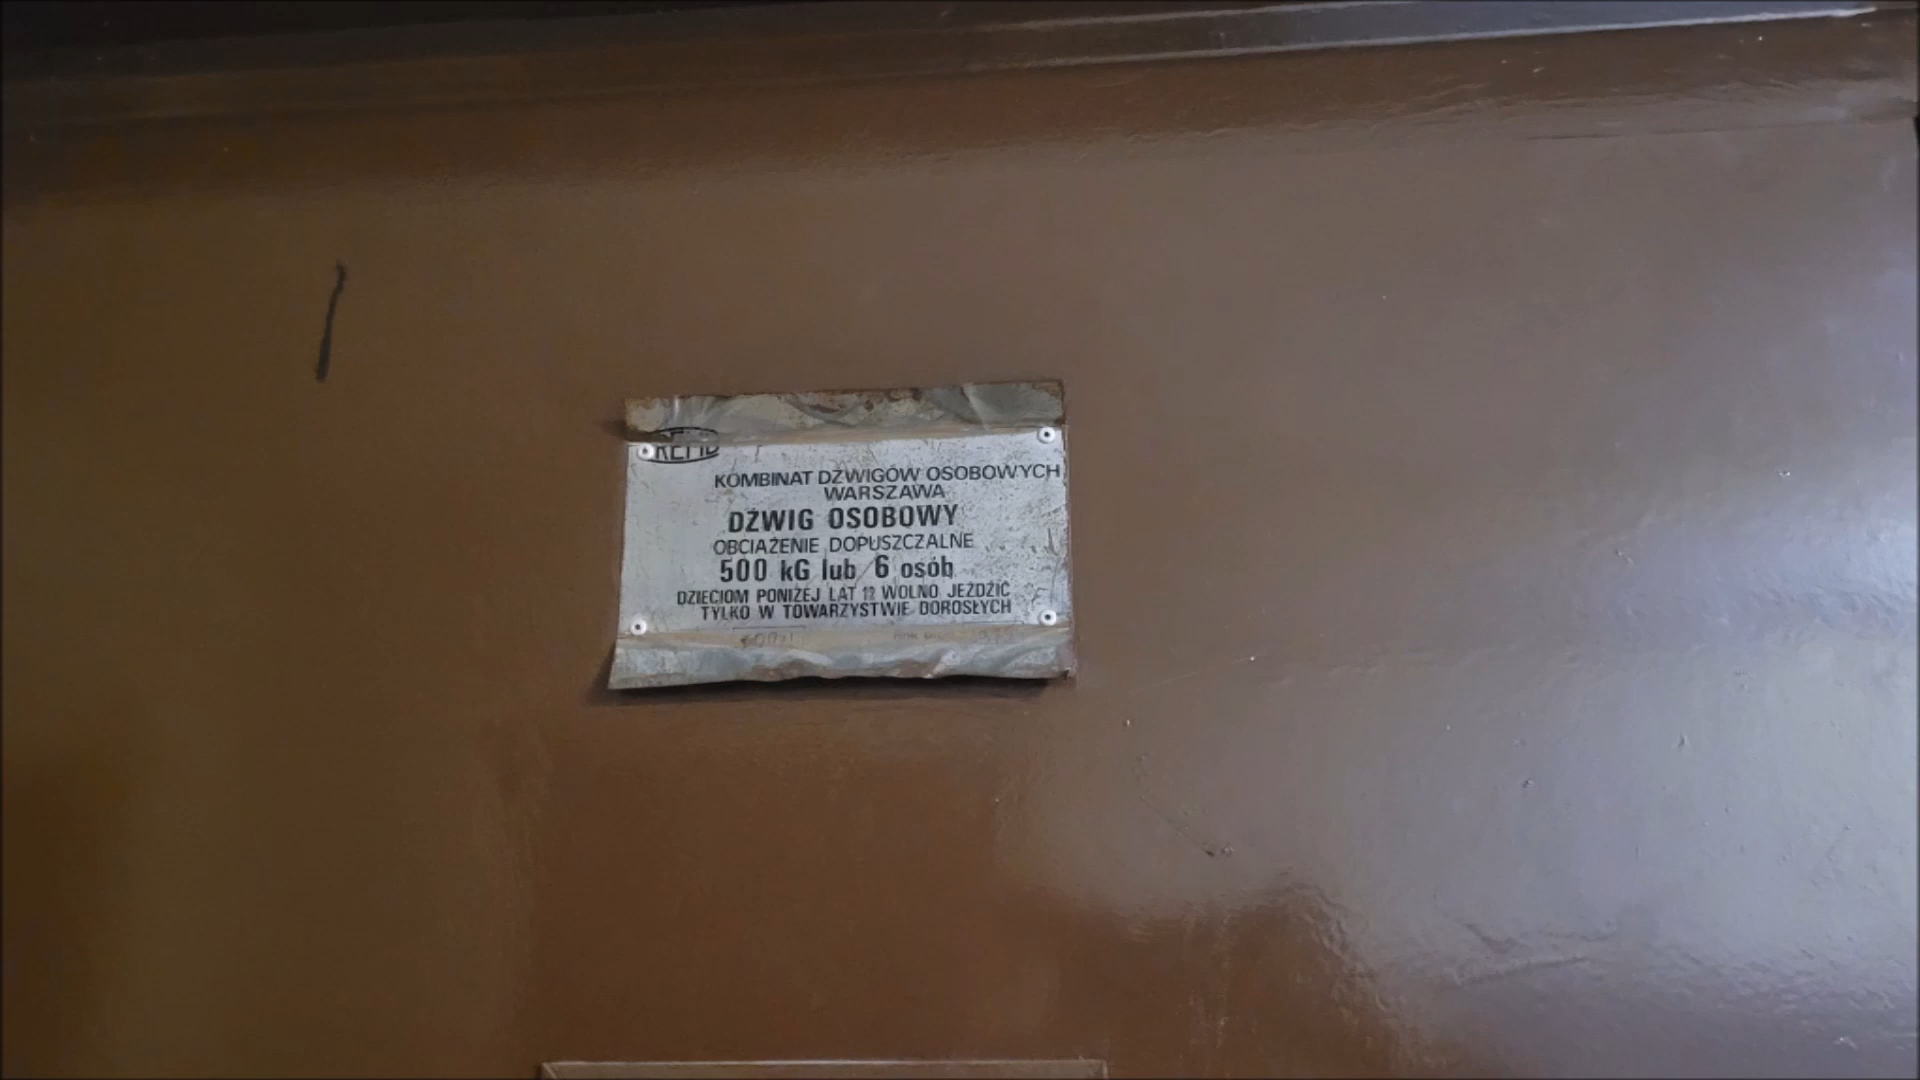 KOMBINAT DŹWIGÓW OSOBOWYCH
WARSZAWA
DŹWIG OSOBOWY
OBCIĄŻENIE DOPUSZCZALNE
500 kG lub 6 osób
DZIECIOM PONIŻEJ LAT 12 WOLNO JEŹDZIĆ
TYLKO W TOWARZYSTWIE DOROSŁYCH